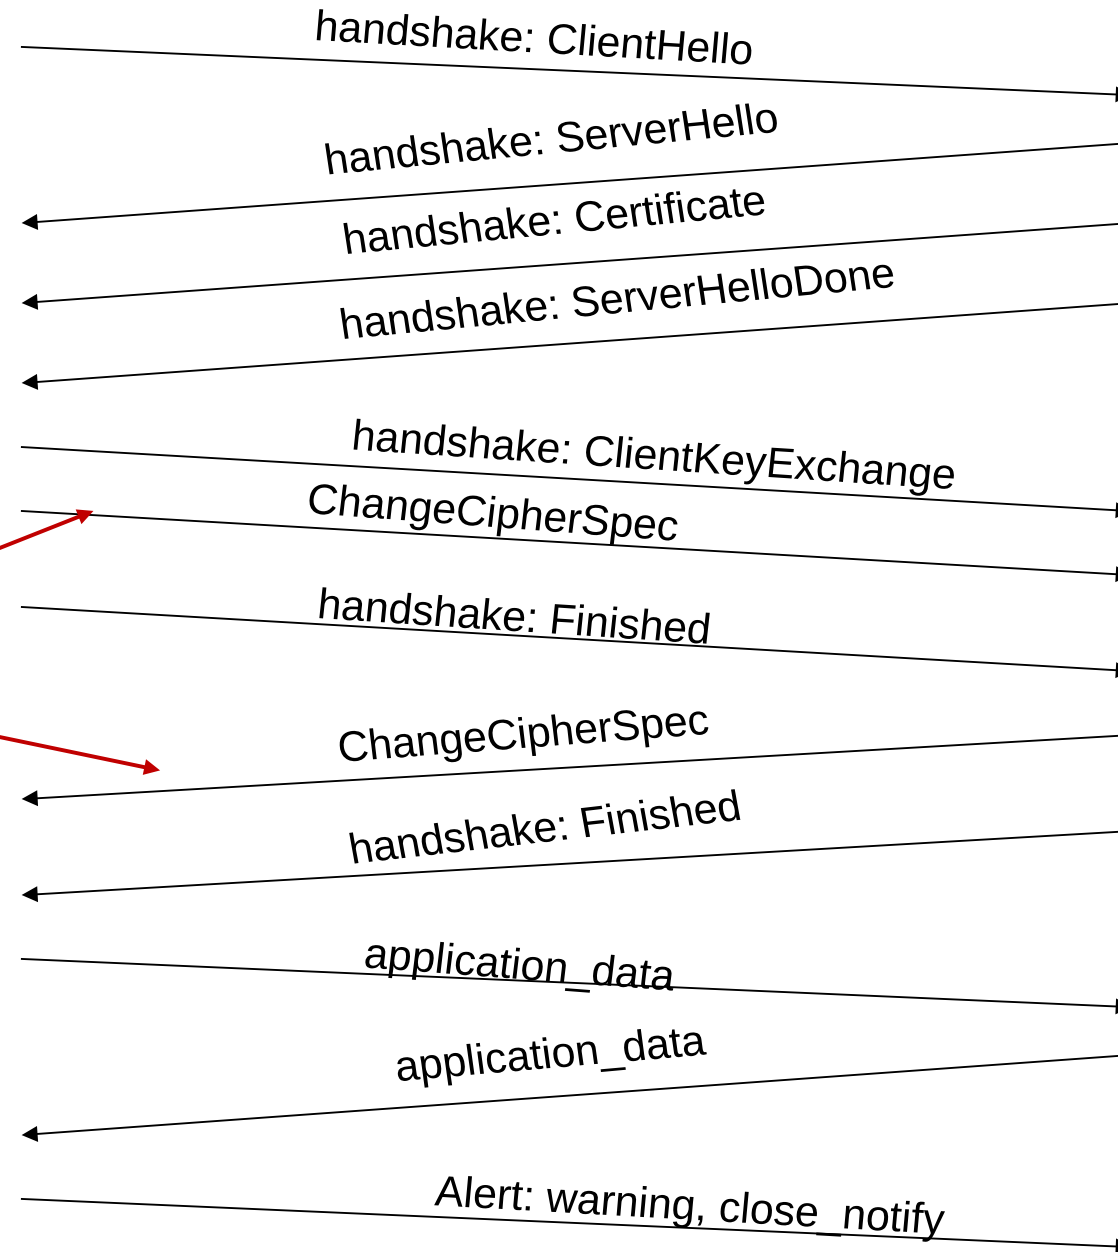 handshake: ClientHello
handshake: ServerHello
handshake: Certificate
handshake: ServerHelloDone
handshake: ClientKeyExchange
ChangeCipherSpec
handshake: Finished
ChangeCipherSpec
handshake: Finished
application_data
application_data
Alert: warning, close_notify